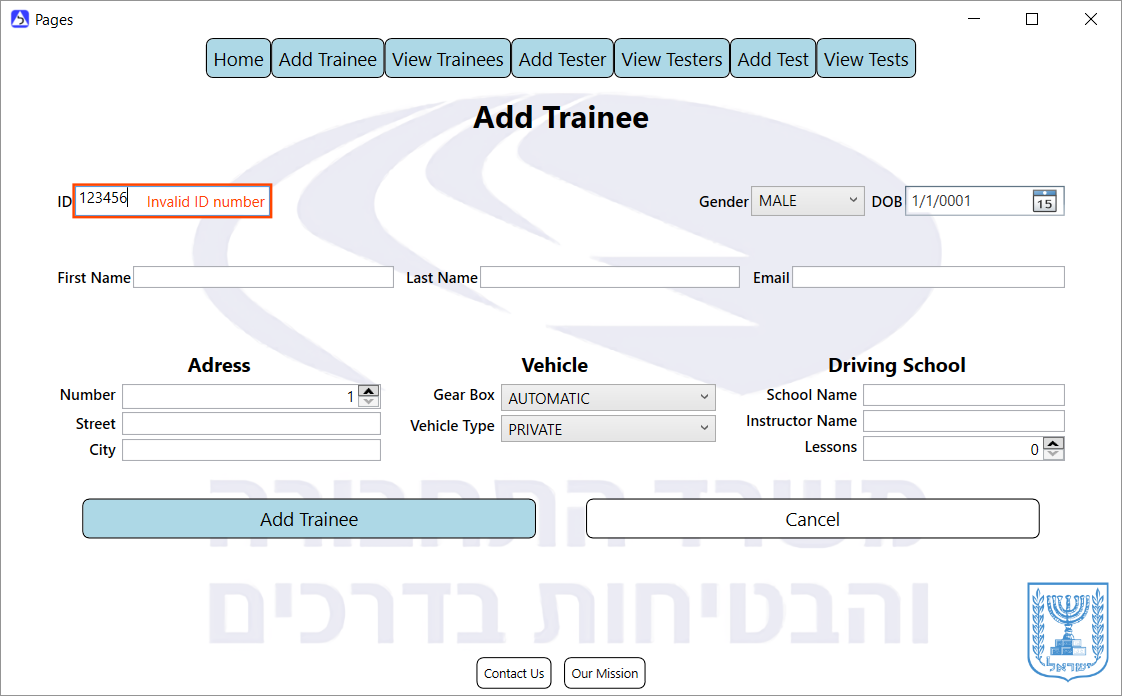 Pages
Home Add Trainee View Trainees Add Tester View Testers Add Test View Tests
Add Trainee
ID 123456 Invalid ID number Gender MALE DOB 1/1/0001 15
First Name Last Name Email
Adress Vehicle Driving School
Number 1 Gear Box AUTOMATIC School Name
Street Vehicle Type PRIVATE Instructor Name
City Lessons 0
משרד התחבורה
Add Trainee Cancel
והבטיחות בדרכים
ישראל
Contact Us Our Mission